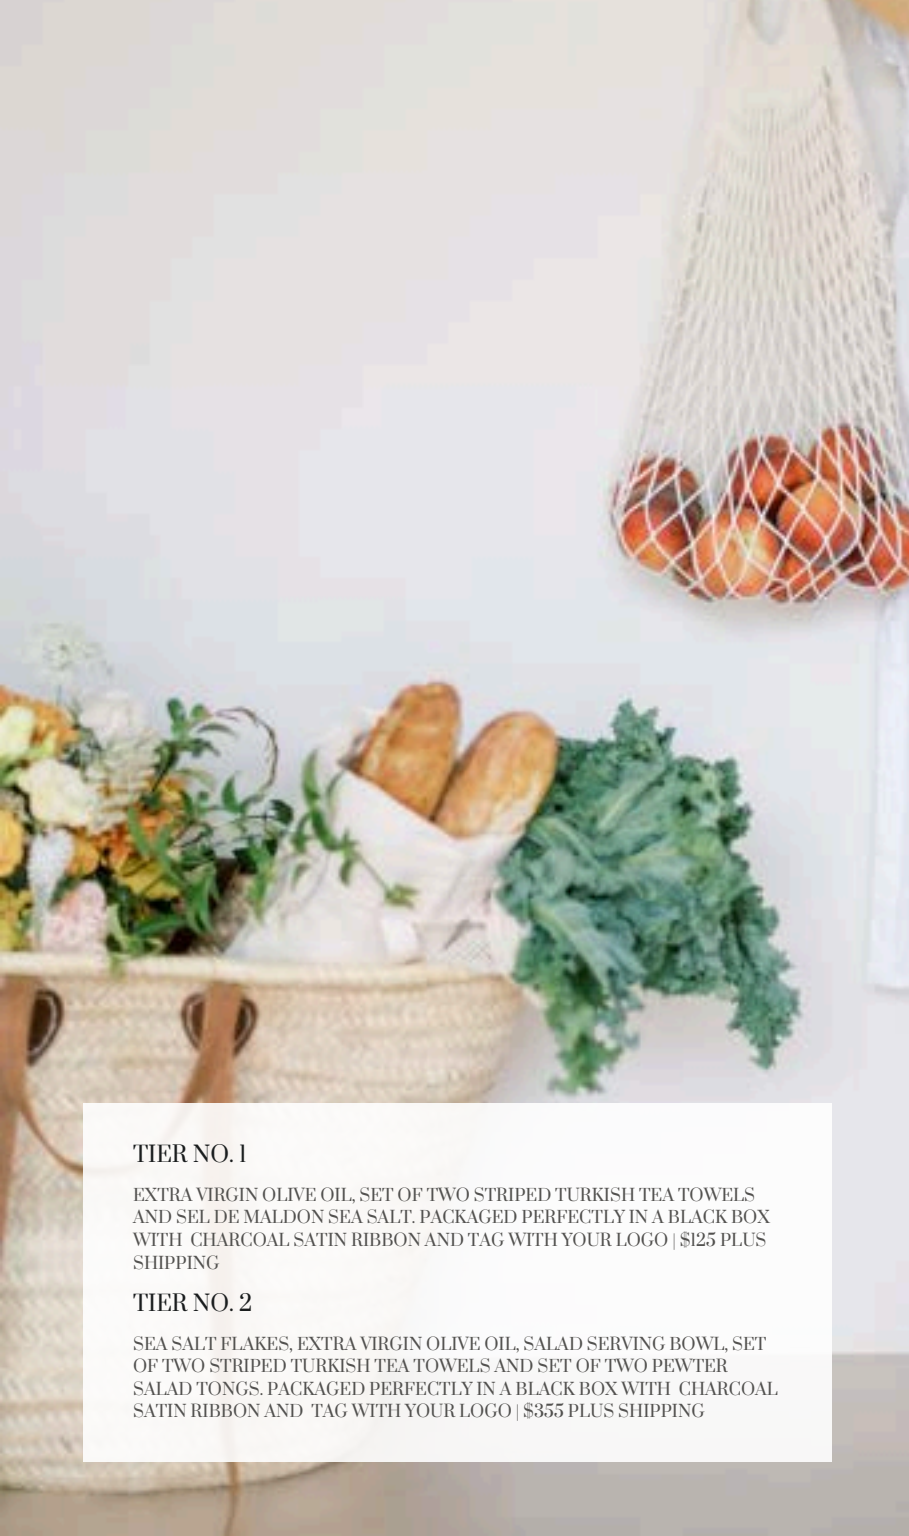 TIER NO. 1
EXTRA VIRGIN OLIVE OIL, SET OF TWO STRIPED TURKISH TEA TOWELS
AND SEL DE MALDON SEA SALT. PACKAGED PERFECTLY IN A BLACK BOX
WITH CHARCOAL SATIN RIBBON AND TAG WITH YOUR LOGO | $125 PLUS
SHIPPING
TIER NO. 2
SEA SALT FLAKES, EXTRA VIRGIN OLIVE OIL, SALAD SERVING BOWL, SET
OF TWO STRIPED TURKISH TEA TOWELS AND SET OF TWO PEWTER
SALAD TONGS. PACKAGED PERFECTLY IN A BLACK BOX WITH CHARCOAL
SATIN RIBBON AND TAG WITH YOUR LOGO | $355 PLUS SHIPPING